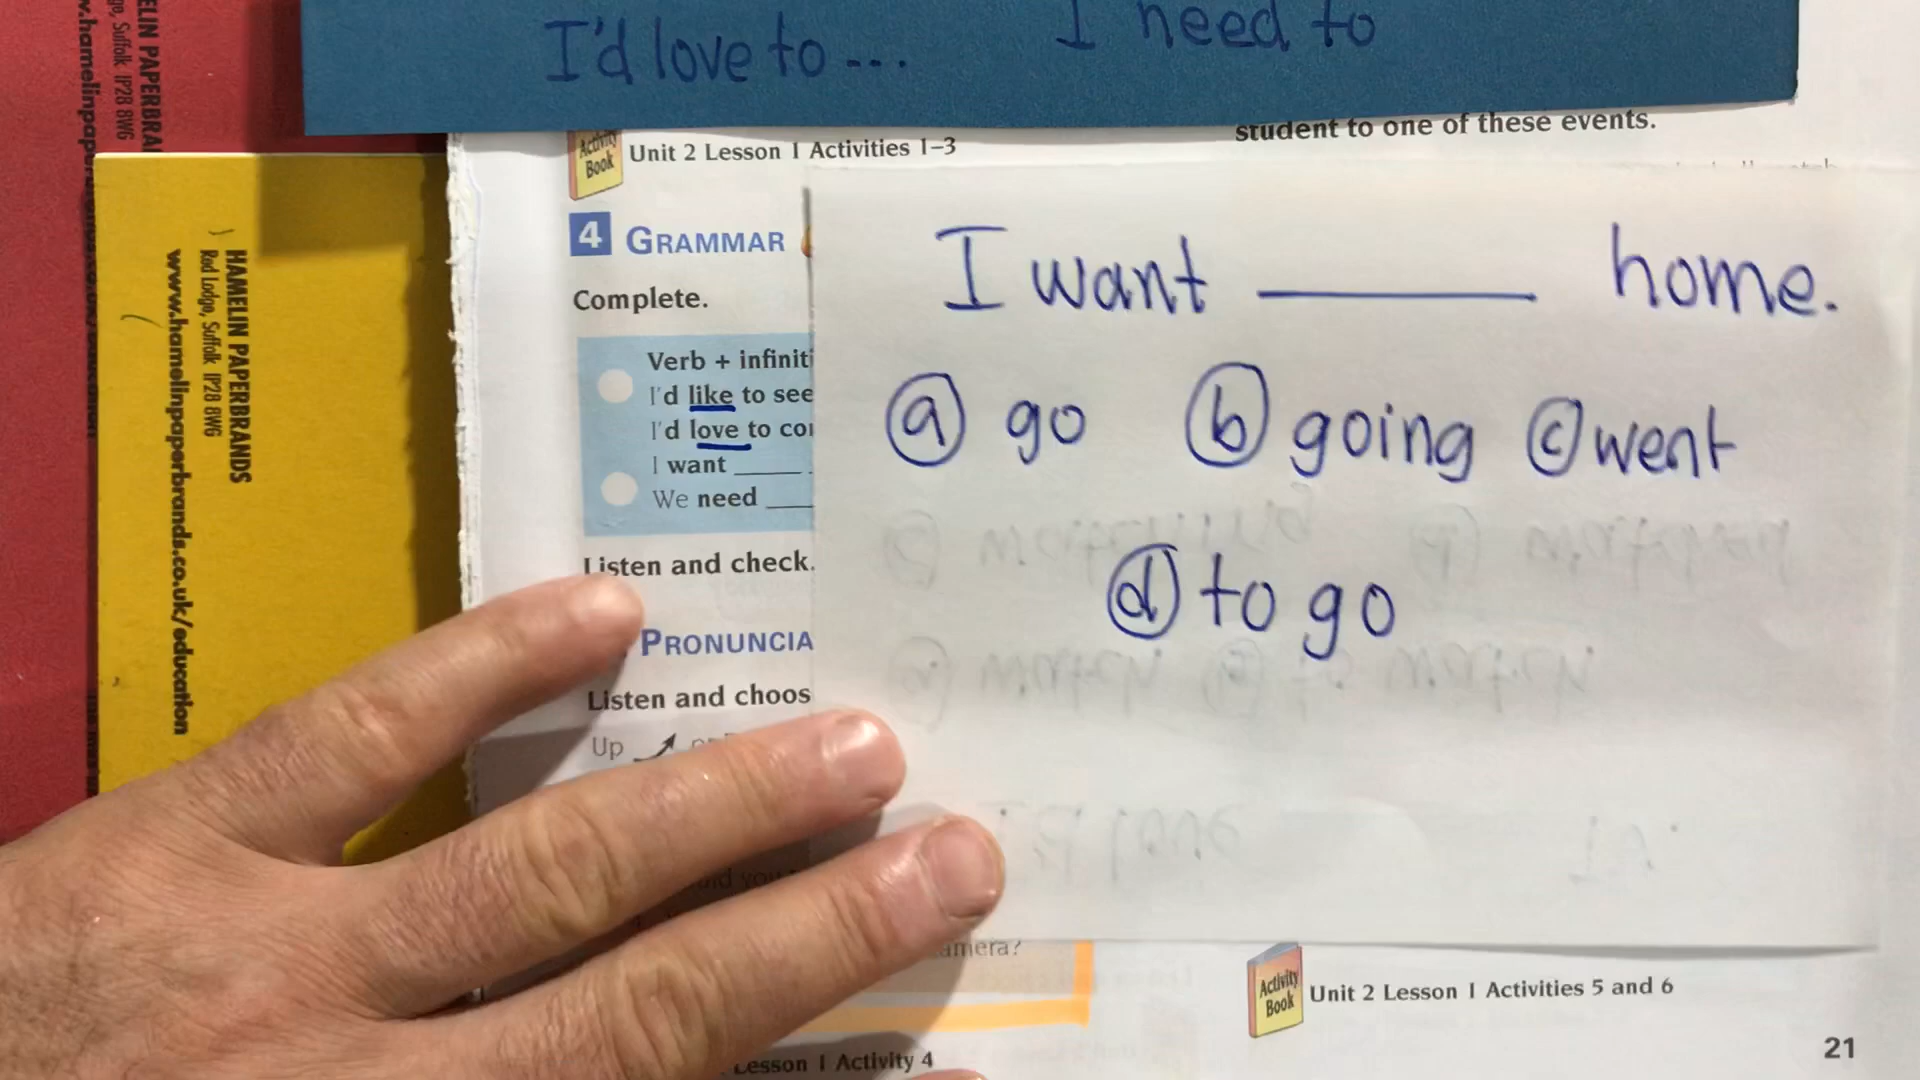 I'd love to ... I need to
student to one of these events.
Activity Book Unit 2 Lesson 1 Activities 1–3
4 GRAMMAR
Complete.
Verb + infiniti
I'd like to see
I'd love to co
I want
We need
Listen and check.
PRONUNCIA
Listen and choos
Up
I want ______ home.
a go b going c went
d to go
amera?
Activity Book Unit 2 Lesson 1 Activities 5 and 6
Lesson 1 Activity 4
21
HAMELIN PAPERBRANDS
Red Lodge, Suffolk IP28 8WG
www.hamelinpaperbrands.co.uk/education
ELIN PAPERBRA
Suffolk IP28 8WG
w.hamelinpape